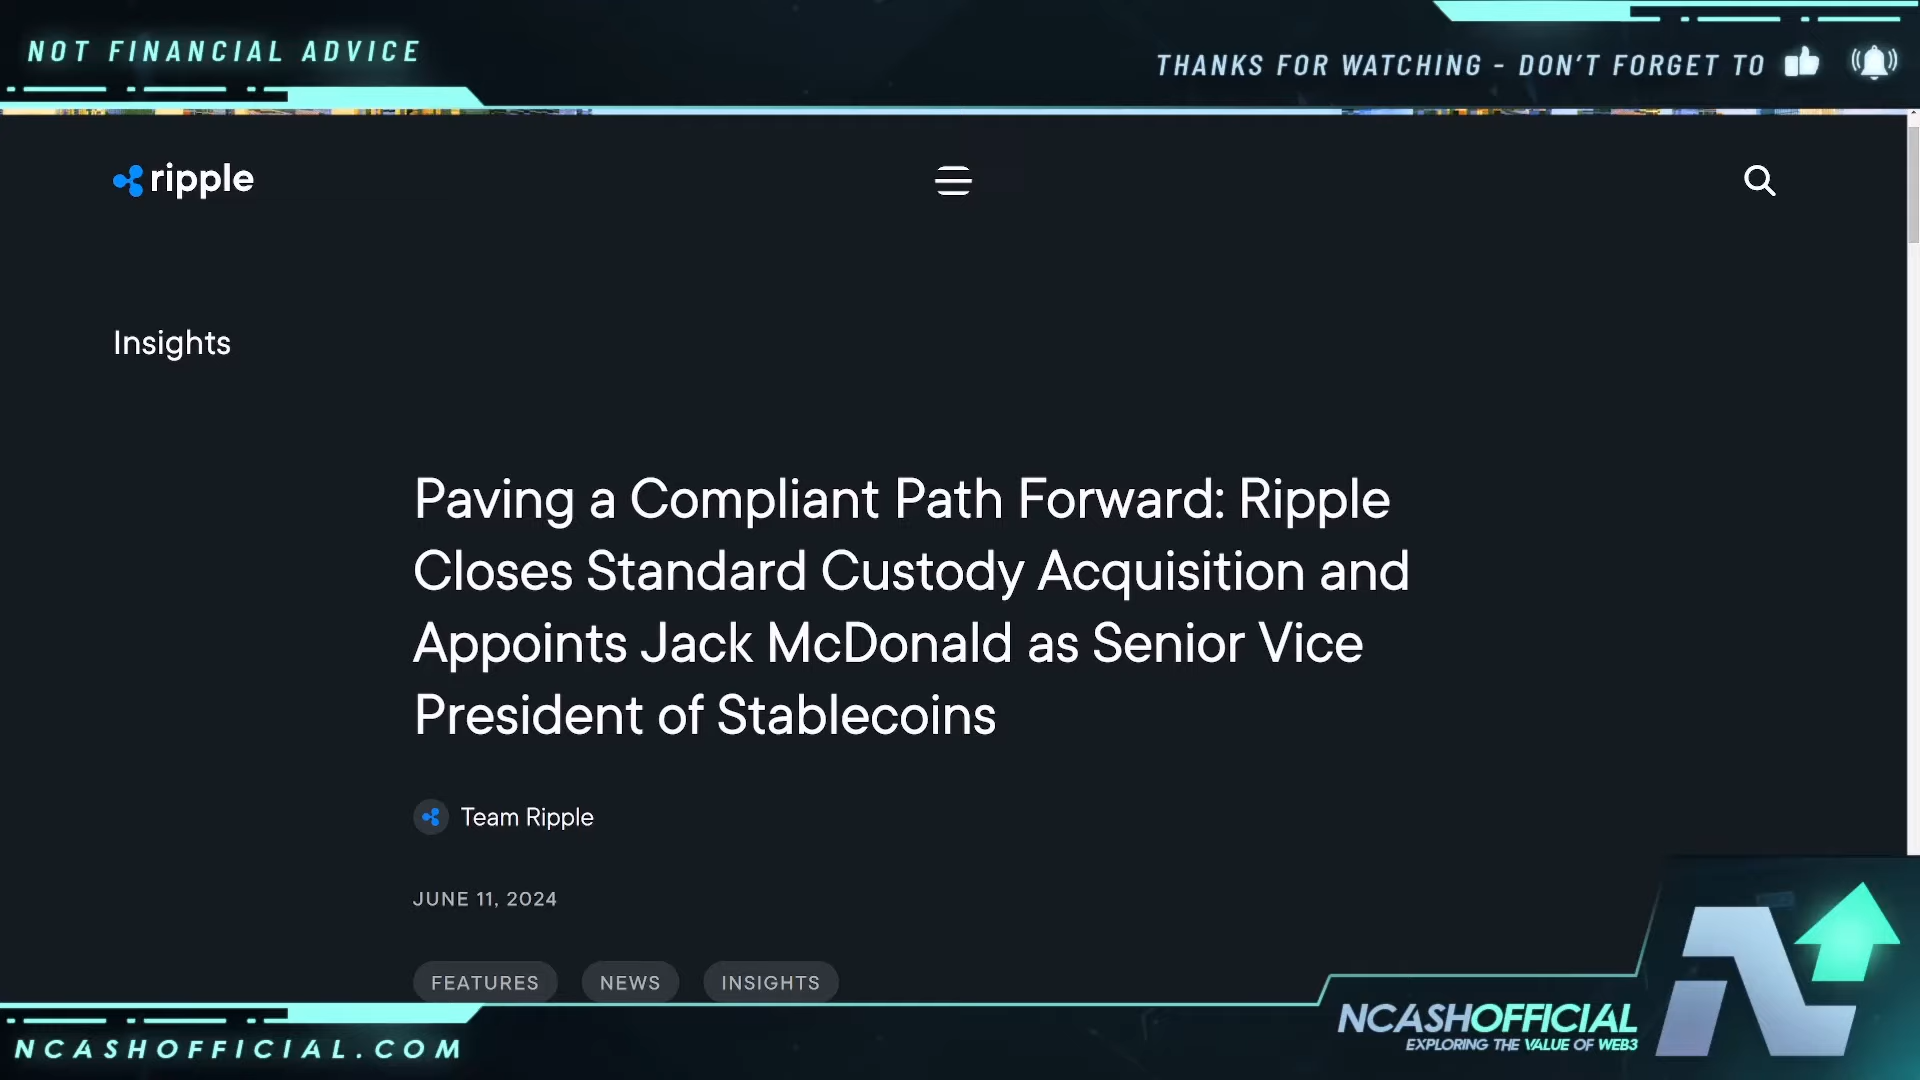 NOT FINANCIAL ADVICE
THANKS FOR WATCHING - DON'T FORGET TO
ripple
Insights
Paving a Compliant Path Forward: Ripple
Closes Standard Custody Acquisition and
Appoints Jack McDonald as Senior Vice
President of Stablecoins
Team Ripple
JUNE 11, 2024
FEATURES NEWS INSIGHTS
NCASHOFFICIAL
EXPLORING THE VALUE OF WEB3
NCASHOFFICIAL.COM